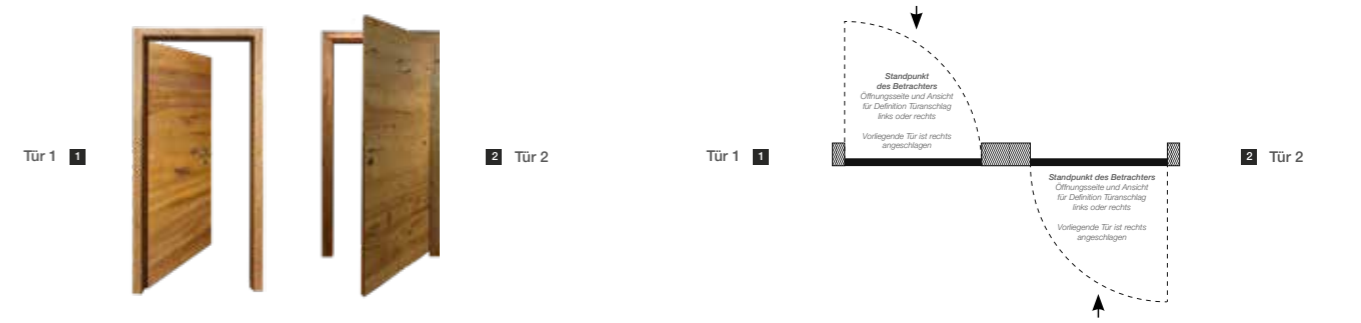 Tür 1 1
2 Tür 2
Tür 1 1
Standpunkt
des Betrachters
Öffnungsseite und Ansicht
für Definition Türanschlag
links oder rechts
Vorliegende Tür ist rechts
angeschlagen
Standpunkt des Betrachters
Öffnungsseite und Ansicht
für Definition Türanschlag
links oder rechts
Vorliegende Tür ist rechts
angeschlagen
2 Tür 2